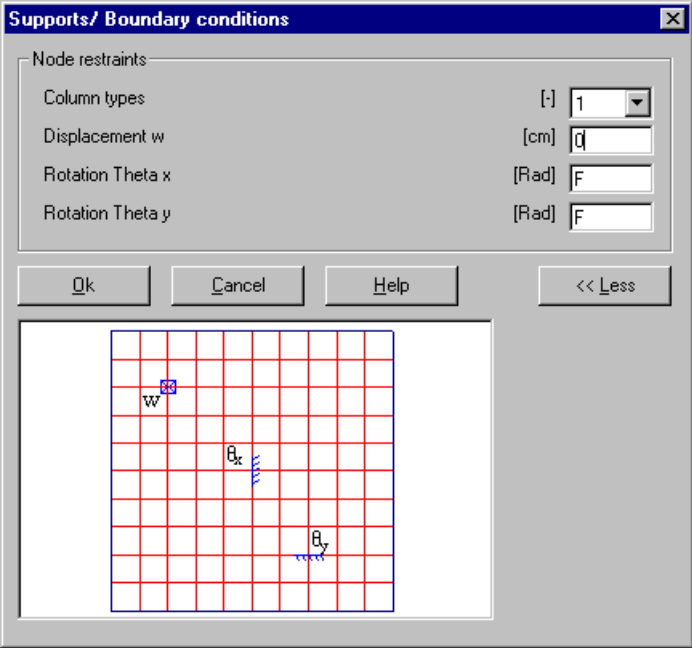 Supports/ Boundary conditions
Node restraints
Column types [-] 1
Displacement w [cm] 0
Rotation Theta x [Rad] F
Rotation Theta y [Rad] F
Ok Cancel Help << Less
w
θx
θy